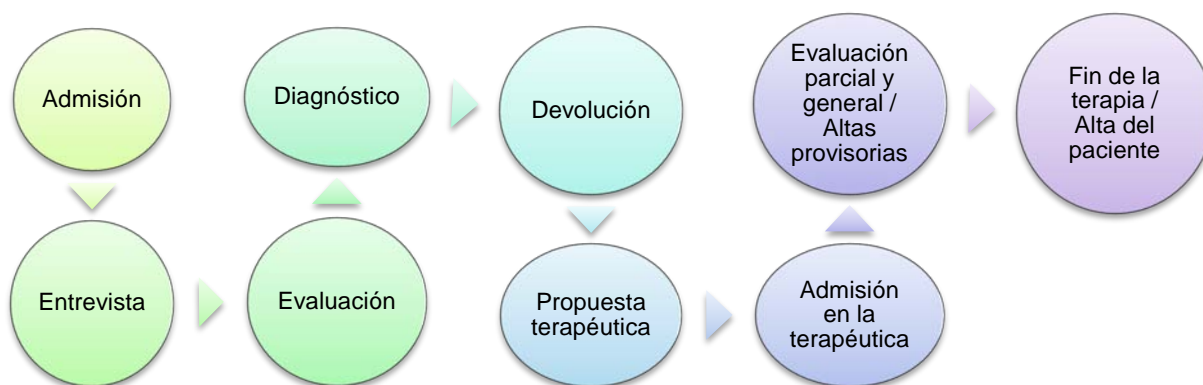 Admisión
Entrevista
Evaluación
Diagnóstico
Devolución
Propuesta
terapéutica
Admisión
en la
terapéutica
Evaluación
parcial y
general /
Altas
provisorias
Fin de la
terapia /
Alta del
paciente